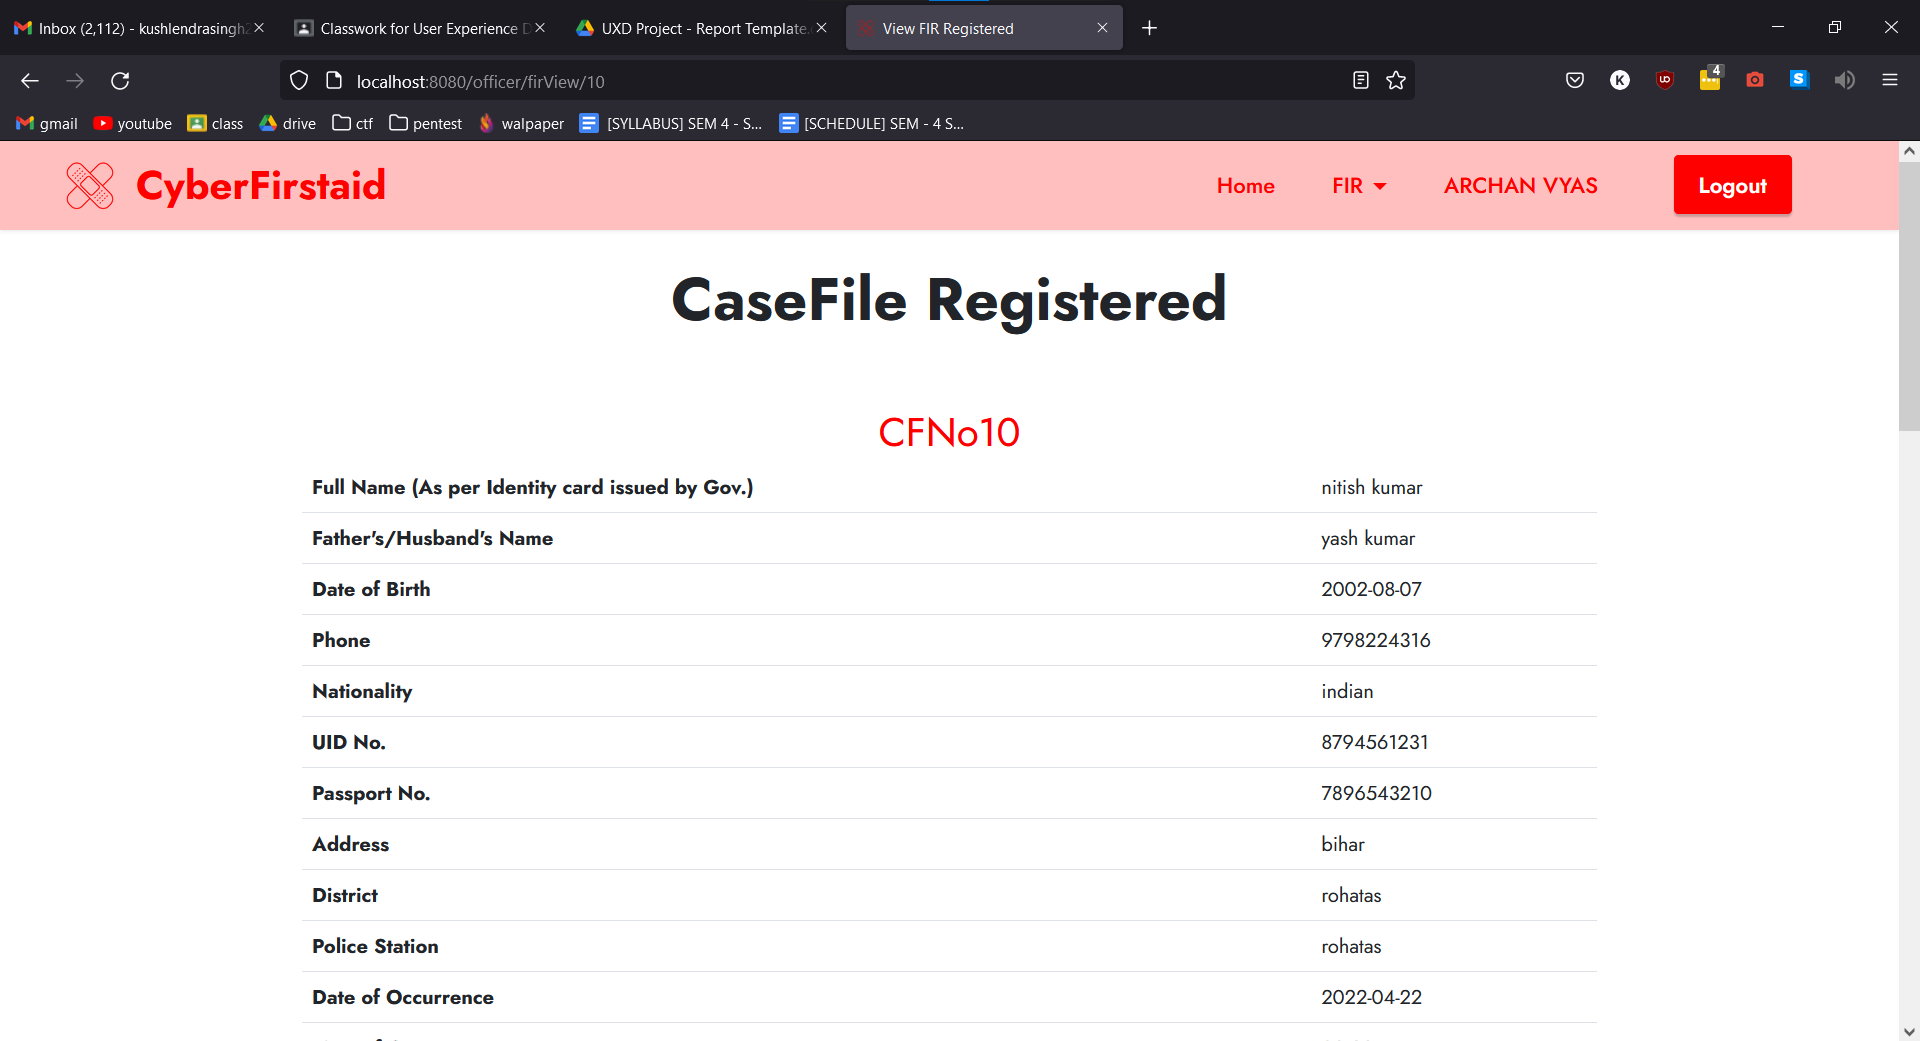 Inbox (2,112) - kushlendrasingh2
Classwork for User Experience D
UXD Project - Report Template.
View FIR Registered
localhost:8080/officer/firView/10
4
K
S
gmail youtube class drive ctf pentest walpaper [SYLLABUS] SEM 4 - S... [SCHEDULE] SEM - 4 S...
CyberFirstaid Home FIR ARCHAN VYAS Logout
CaseFile Registered
CFNo10
Full Name (As per Identity card issued by Gov.) nitish kumar
Father's/Husband's Name yash kumar
Date of Birth 2002-08-07
Phone 9798224316
Nationality indian
UID No. 8794561231
Passport No. 7896543210
Address bihar
District rohatas
Police Station rohatas
Date of Occurrence 2022-04-22